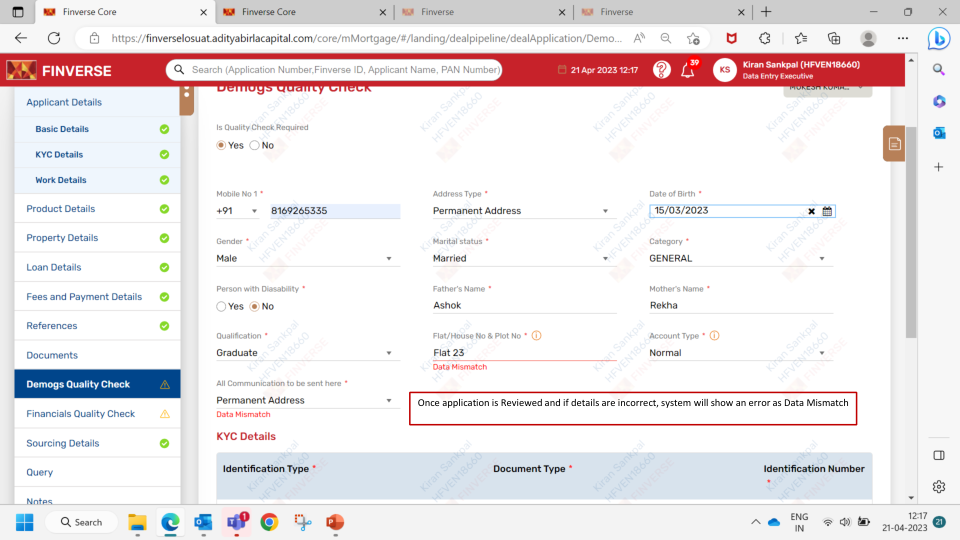 Finverse Core
Finverse Core
Finverse
Finverse
https://finverselosuat.adityabirlacapital.com/core/mMortgage/#/landing/dealpipeline/dealApplication/Demo...
FINVERSE
Search (Application Number,Finverse ID, Applicant Name, PAN Number)
21 Apr 2023 12:17
39
KS
Kiran Sankpal (HFVEN18660)
Data Entry Executive
Applicant Details
Basic Details
KYC Details
Work Details
Product Details
Property Details
Loan Details
Fees and Payment Details
References
Documents
Demogs Quality Check
Financials Quality Check
Sourcing Details
Query
Notes
Demogs Quality Check
MUKESH KUMA...
Is Quality Check Required
Yes No
Mobile No 1 * Address Type * Date of Birth *
+91 8169265335 Permanent Address 15/03/2023
Gender * Marital status * Category *
Male Married GENERAL
Person with Diasability * Father's Name * Mother's Name *
Yes No Ashok Rekha
Qualification * Flat/House No & Plot No * Account Type *
Graduate Flat 23 Normal
Data Mismatch
All Communication to be sent here *
Permanent Address
Data Mismatch
Once application is Reviewed and if details are incorrect, system will show an error as Data Mismatch
KYC Details
Identification Type * Document Type * Identification Number *
Kiran Sankpal
HFVEN18660
FINVERSE
Search
1
ENG
IN
12:17
21-04-2023
21